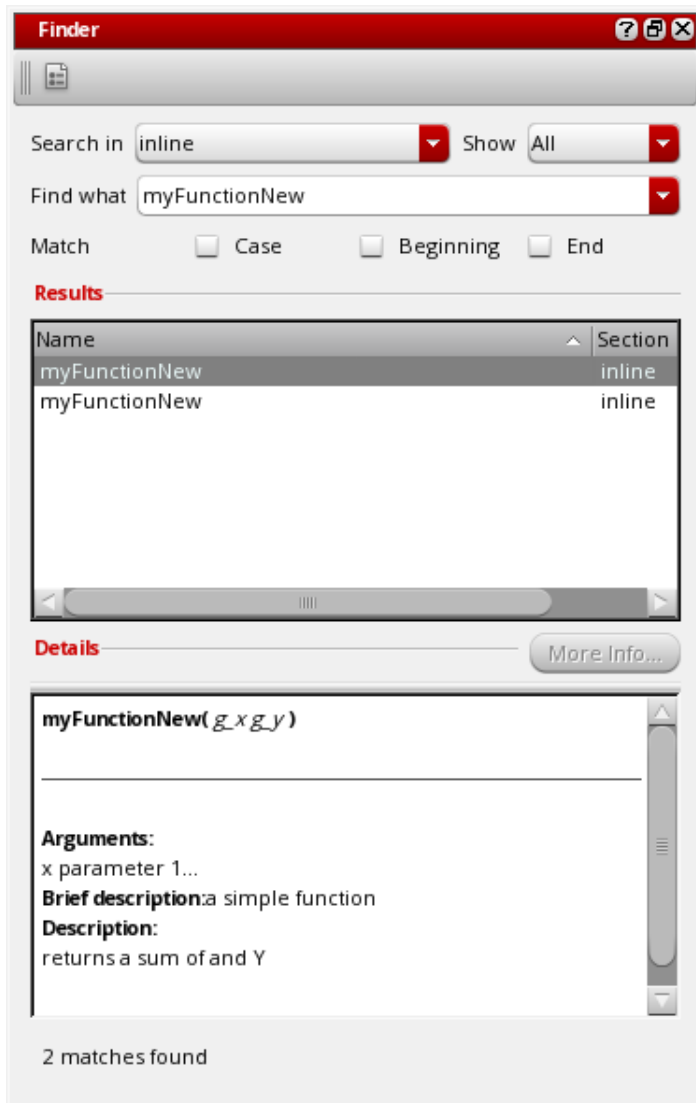 Finder
Search in inline Show All
Find what myFunctionNew
Match Case Beginning End
Results
Name Section
myFunctionNew inline
myFunctionNew inline
Details More Info...
myFunctionNew( g_x g_y )
Arguments:
x parameter 1...
Brief description:a simple function
Description:
returns a sum of and Y
2 matches found